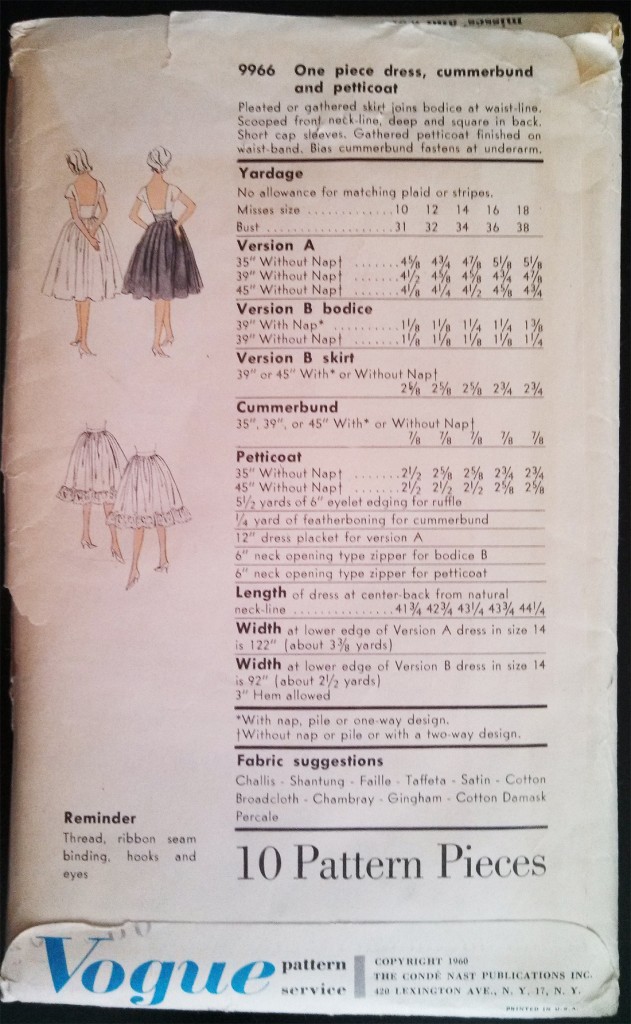 misses,
9966 One piece dress, cummerbund
and petticoat
Pleated or gathered skirt joins bodice at waist-line.
Scooped front neck-line, deep and square in back.
Short cap sleeves. Gathered petticoat finished on
waist-band. Bias cummerbund fastens at underarm.
Yardage
No allowance for matching plaid or stripes.
Misses size .............10 12 14 16 18
Bust ...................31 32 34 36 38
Version A
35" Without Nap† .......4⅝ 4¾ 4⅞ 5⅛ 5⅛
39" Without Nap† .......4½ 4⅝ 4⅝ 4¾ 4⅞
45" Without Nap† .......4⅛ 4¼ 4½ 4⅝ 4¾
Version B bodice
39" With Nap* ..........1⅛ 1⅛ 1¼ 1¼ 1⅜
39" Without Nap† .......1⅛ 1⅛ 1⅛ 1⅛ 1¼
Version B skirt
39" or 45" With* or Without Nap†
2⅝ 2⅝ 2⅝ 2¾ 2¾
Cummerbund
35", 39", or 45" With* or Without Nap†
⅞ ⅞ ⅞ ⅞ ⅞
Petticoat
35" Without Nap† .......2½ 2⅝ 2⅝ 2¾ 2¾
45" Without Nap† .......2½ 2½ 2½ 2⅝ 2⅝
5½ yards of 6" eyelet edging for ruffle
¼ yard of featherboning for cummerbund
12" dress placket for version A
6" neck opening type zipper for bodice B
6" neck opening type zipper for petticoat
Length of dress at center-back from natural
neck-line ...............41¾ 42¾ 43¼ 43¾ 44¼
Width at lower edge of Version A dress in size 14
is 122" (about 3⅜ yards)
Width at lower edge of Version B dress in size 14
is 92" (about 2½ yards)
3" Hem allowed
*With nap, pile or one-way design.
†Without nap or pile or with a two-way design.
Fabric suggestions
Challis - Shantung - Faille - Taffeta - Satin - Cotton
Broadcloth - Chambray - Gingham - Cotton Damask
Percale
Reminder
Thread, ribbon seam
binding, hooks and
eyes
10 Pattern Pieces
Vogue pattern
service
COPYRIGHT 1960
THE CONDÉ NAST PUBLICATIONS INC.
420 LEXINGTON AVE., N. Y. 17, N. Y.
PRINTED IN U.S.A.